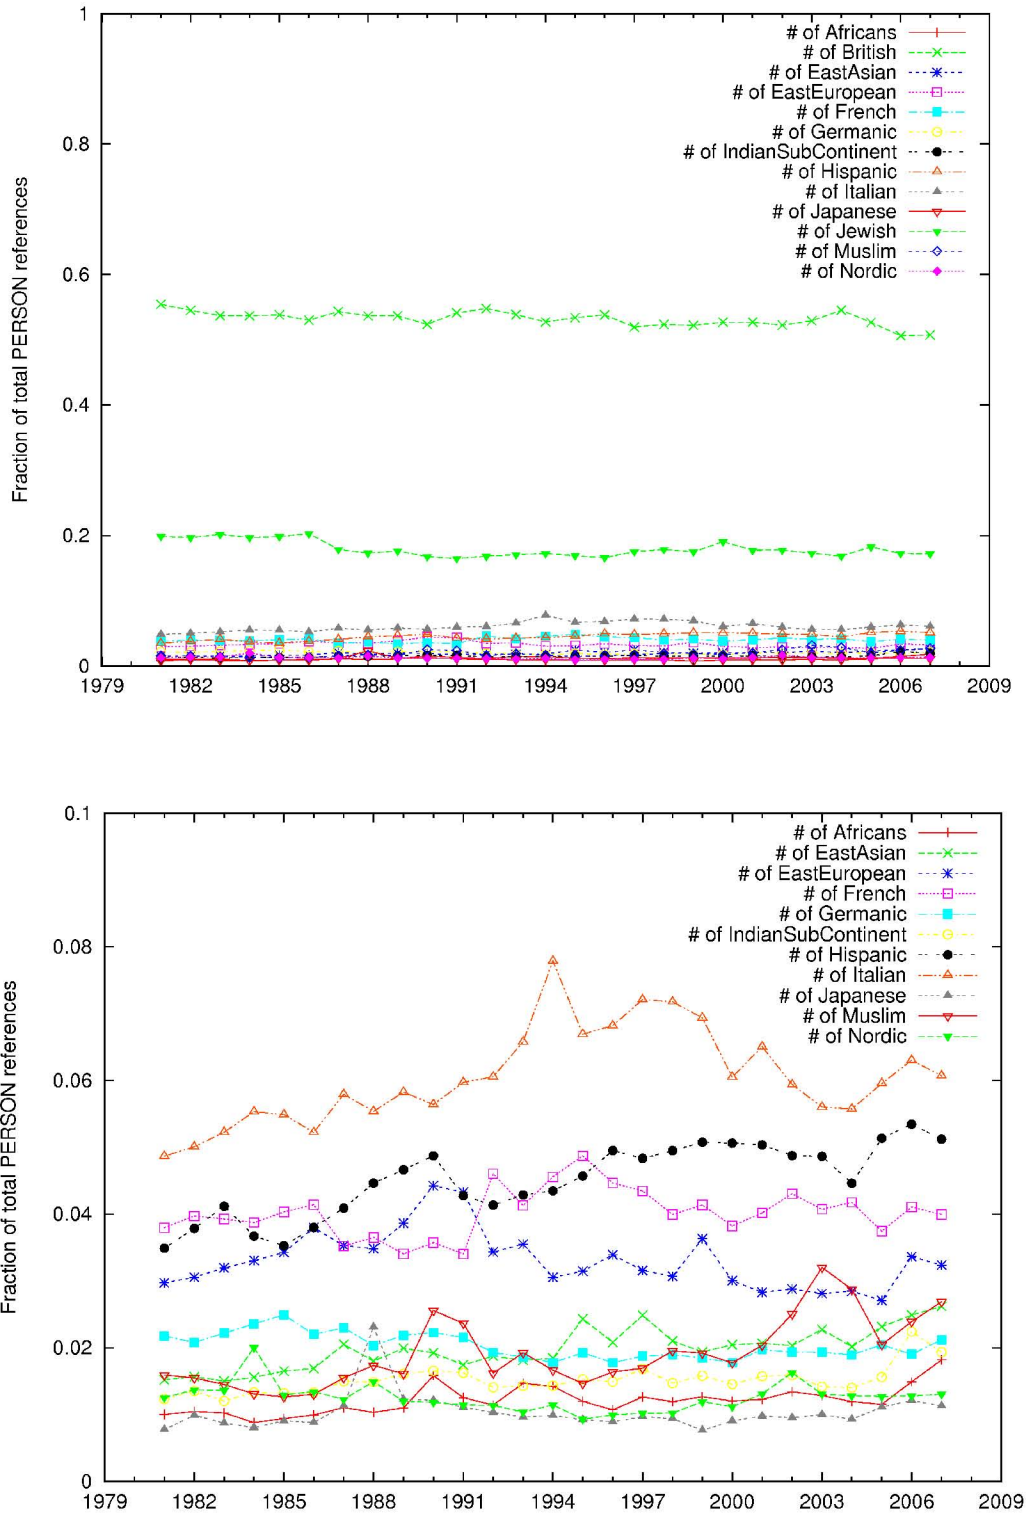 1
# of Africans
# of British
# of EastAsian
0.8
# of EastEuropean
# of French
# of Germanic
# of IndianSubContinent
# of Hispanic
# of Italian
0.6
# of Japanese
# of Jewish
# of Muslim
# of Nordic
Fraction of total PERSON references
0.4
0.2
0
1979 1982 1985 1988 1991 1994 1997 2000 2003 2006 2009
0.1
# of Africans
# of EastAsian
# of EastEuropean
# of French
# of Germanic
# of IndianSubContinent
0.08
# of Hispanic
# of Italian
# of Japanese
# of Muslim
# of Nordic
Fraction of total PERSON references
0.06
0.04
0.02
0
1979 1982 1985 1988 1991 1994 1997 2000 2003 2006 2009